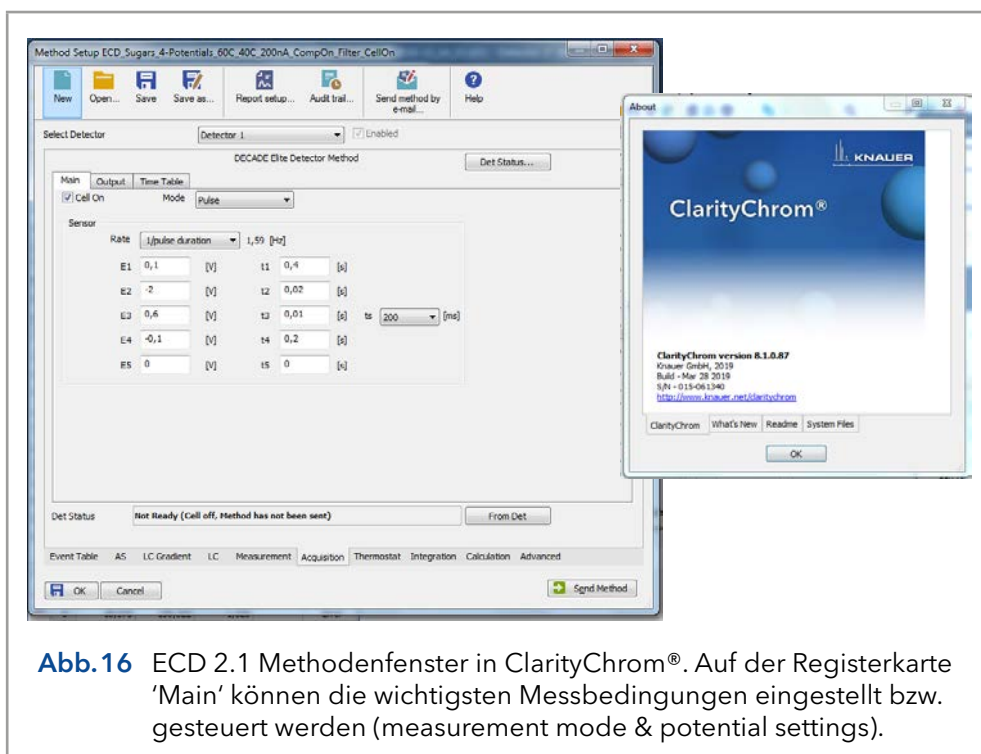 Method Setup ECD_Sugars_4-Potentials_60C_40C_200nA_CompOn_Filter_CellOn
New Open... Save Save as... Report setup... Audit trail... Send method by e-mail... Help
Select Detector Detector 1 Enabled
DECADE Elite Detector Method Det Status...
Main Output Time Table
Cell On Mode Pulse
Sensor
Rate 1/pulse duration 1,59 [Hz]
E1 0,1 [V] t1 0,4 [s]
E2 -2 [V] t2 0,02 [s]
E3 0,6 [V] t3 0,01 [s] ts 200 [ms]
E4 -0,1 [V] t4 0,2 [s]
E5 0 [V] t5 0 [s]
Det Status Not Ready (Cell off, Method has not been sent) From Det
Event Table AS LC Gradient LC Measurement Acquisition Thermostat Integration Calculation Advanced
OK Cancel Send Method
About
KNAUER
ClarityChrom®
ClarityChrom version 8.1.0.87
Knauer GmbH, 2019
Build - Mar 28 2019
S/N - 015-061340
http://www.knauer.net/claritychrom
ClarityChrom What's New Readme System Files
OK
Abb.16 ECD 2.1 Methodenfenster in ClarityChrom®. Auf der Registerkarte
'Main' können die wichtigsten Messbedingungen eingestellt bzw.
gesteuert werden (measurement mode & potential settings).